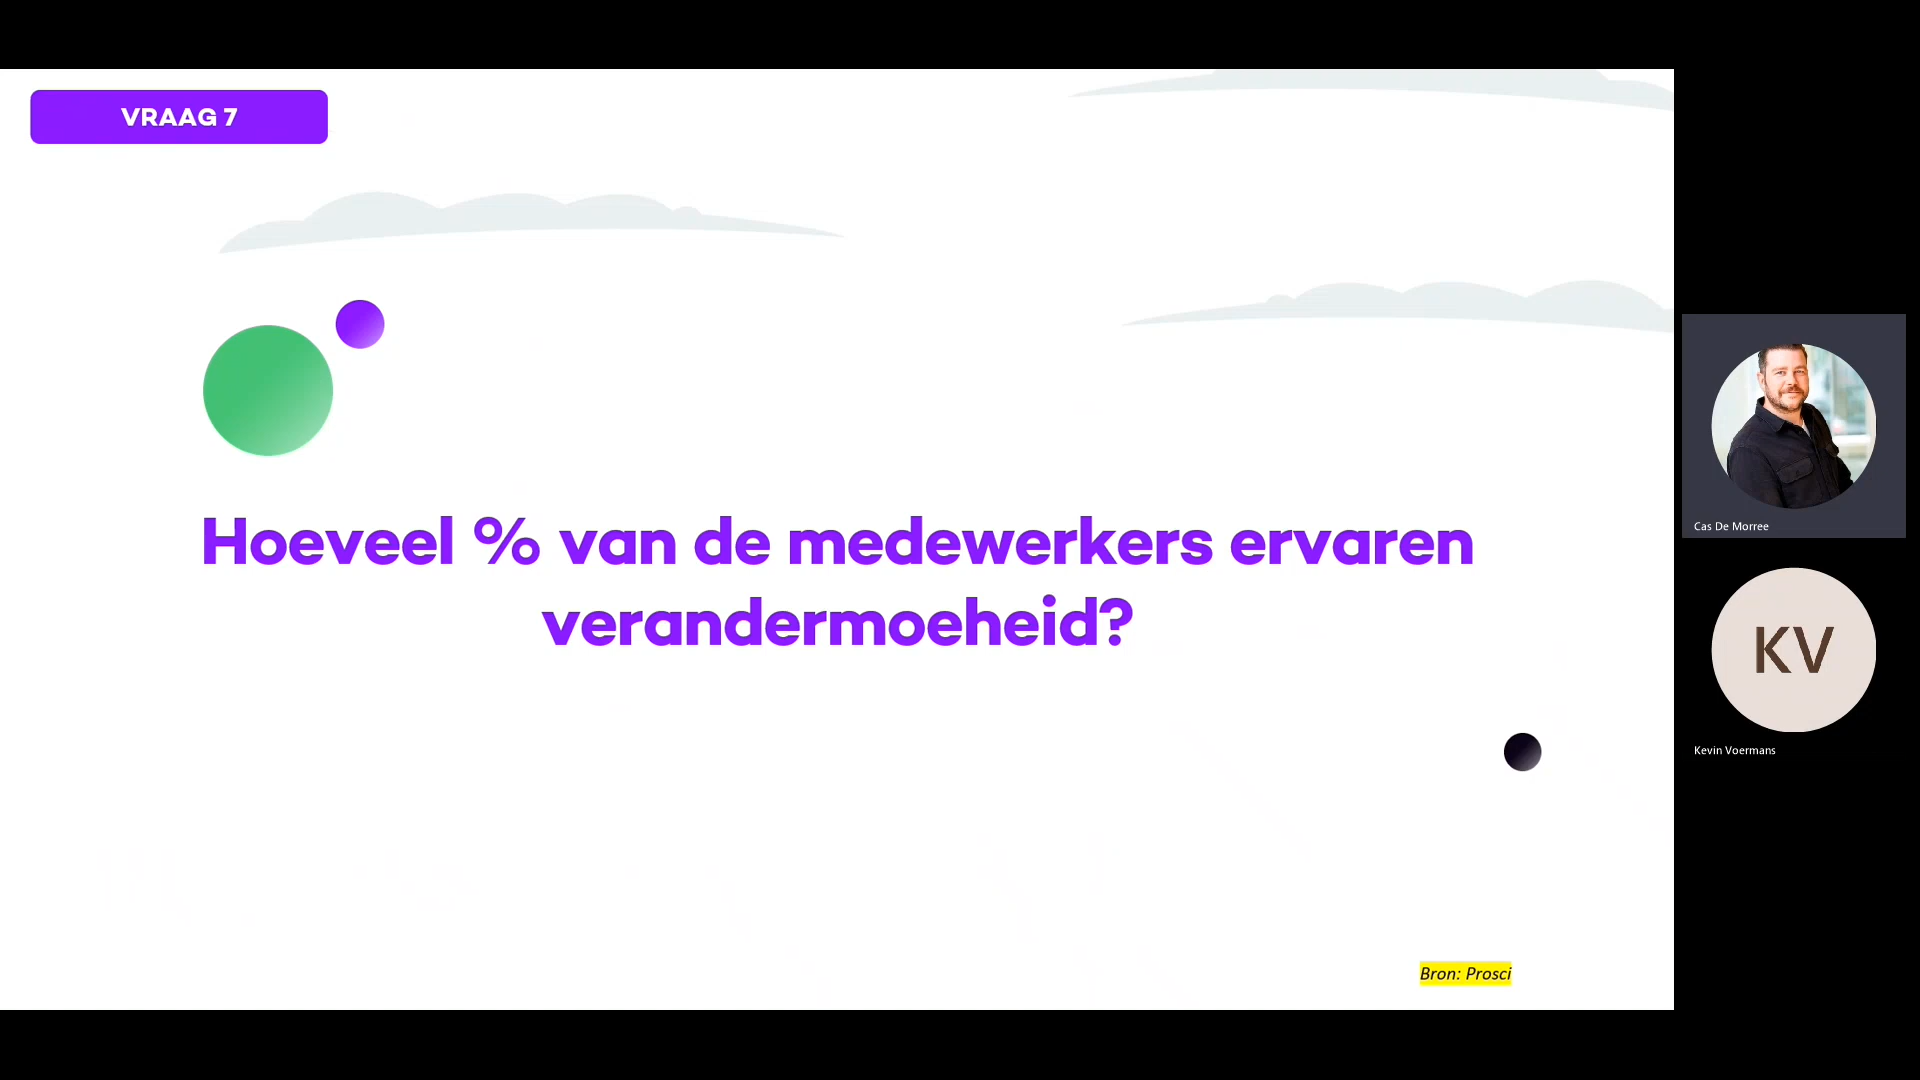 VRAAG 7
Hoeveel % van de medewerkers ervaren
verandermoeheid?
Bron: Prosci
Cas De Morree
KV
Kevin Voermans